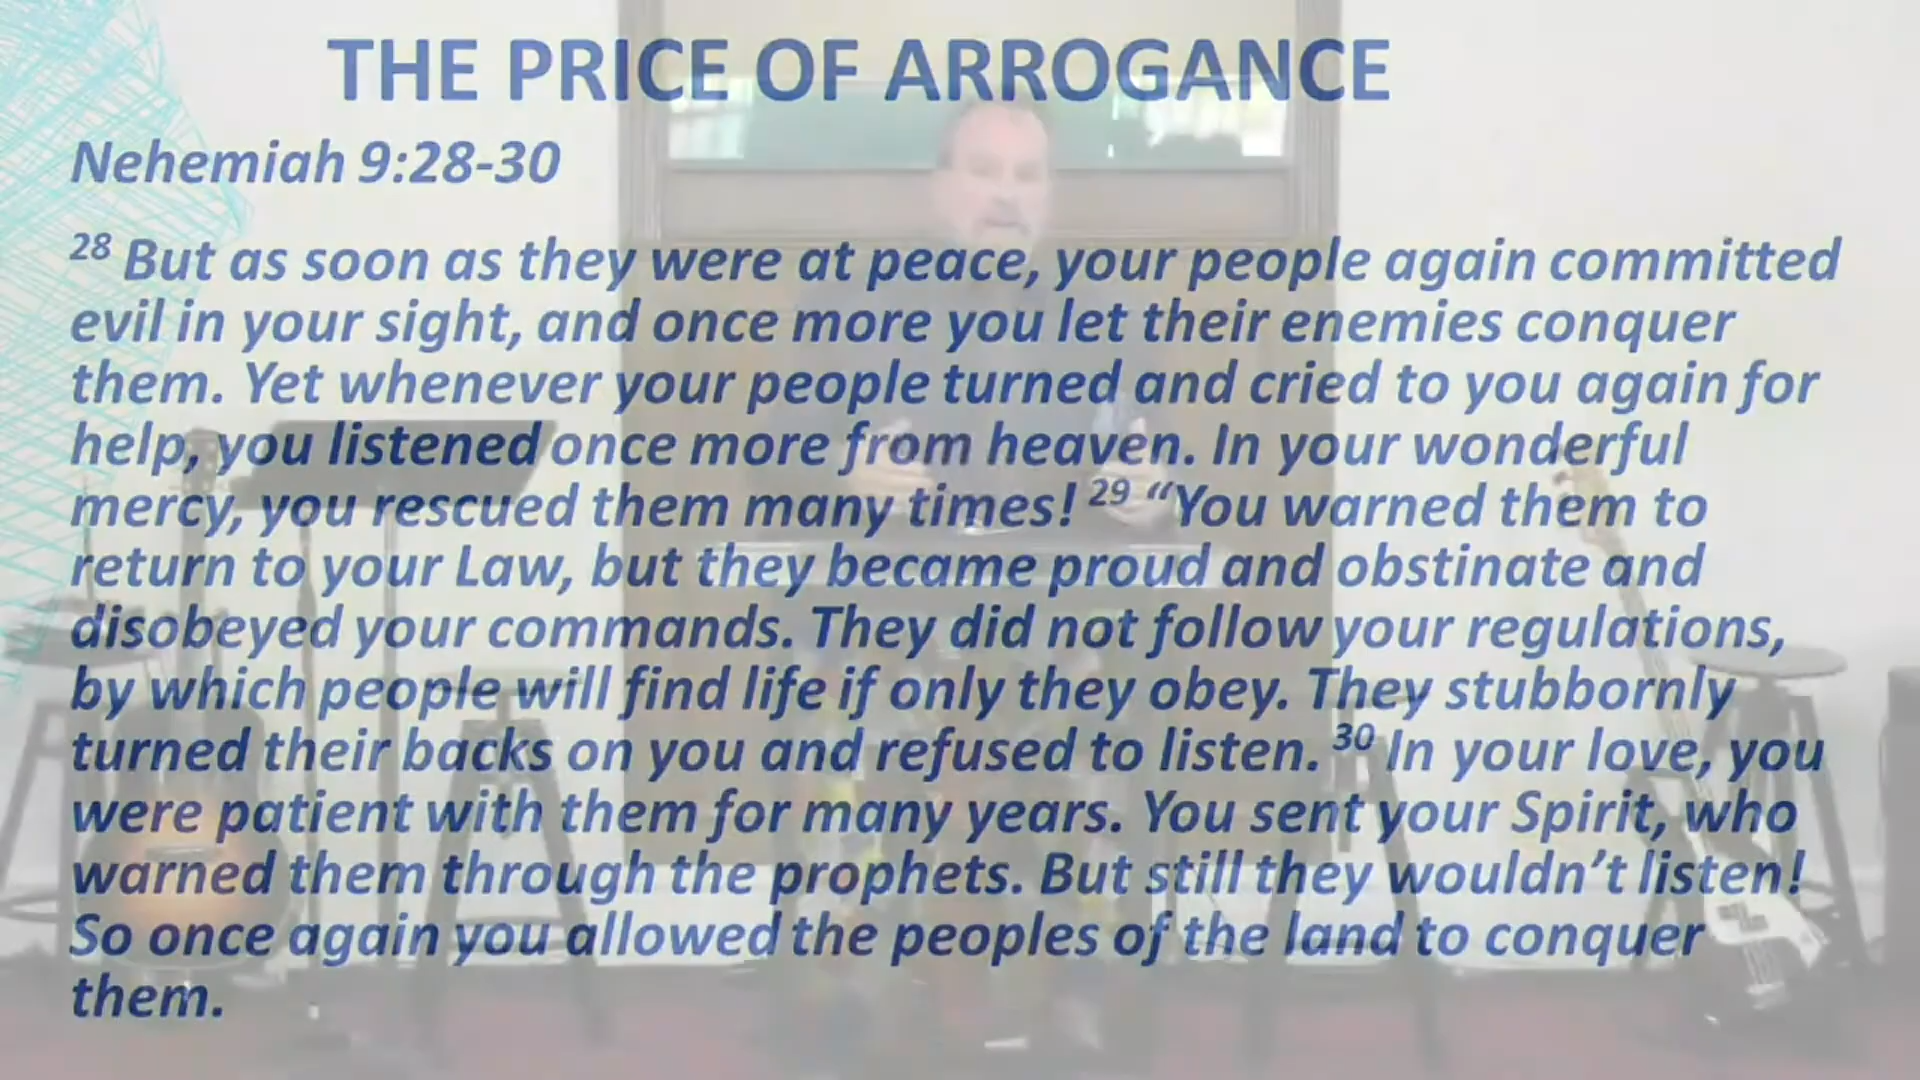 THE PRICE OF ARROGANCE
Nehemiah 9:28-30
28 But as soon as they were at peace, your people again committed
evil in your sight, and once more you let their enemies conquer
them. Yet whenever your people turned and cried to you again for
help, you listened once more from heaven. In your wonderful
mercy, you rescued them many times! 29 “You warned them to
return to your Law, but they became proud and obstinate and
disobeyed your commands. They did not follow your regulations,
by which people will find life if only they obey. They stubbornly
turned their backs on you and refused to listen. 30 In your love, you
were patient with them for many years. You sent your Spirit, who
warned them through the prophets. But still they wouldn’t listen!
So once again you allowed the peoples of the land to conquer
them.